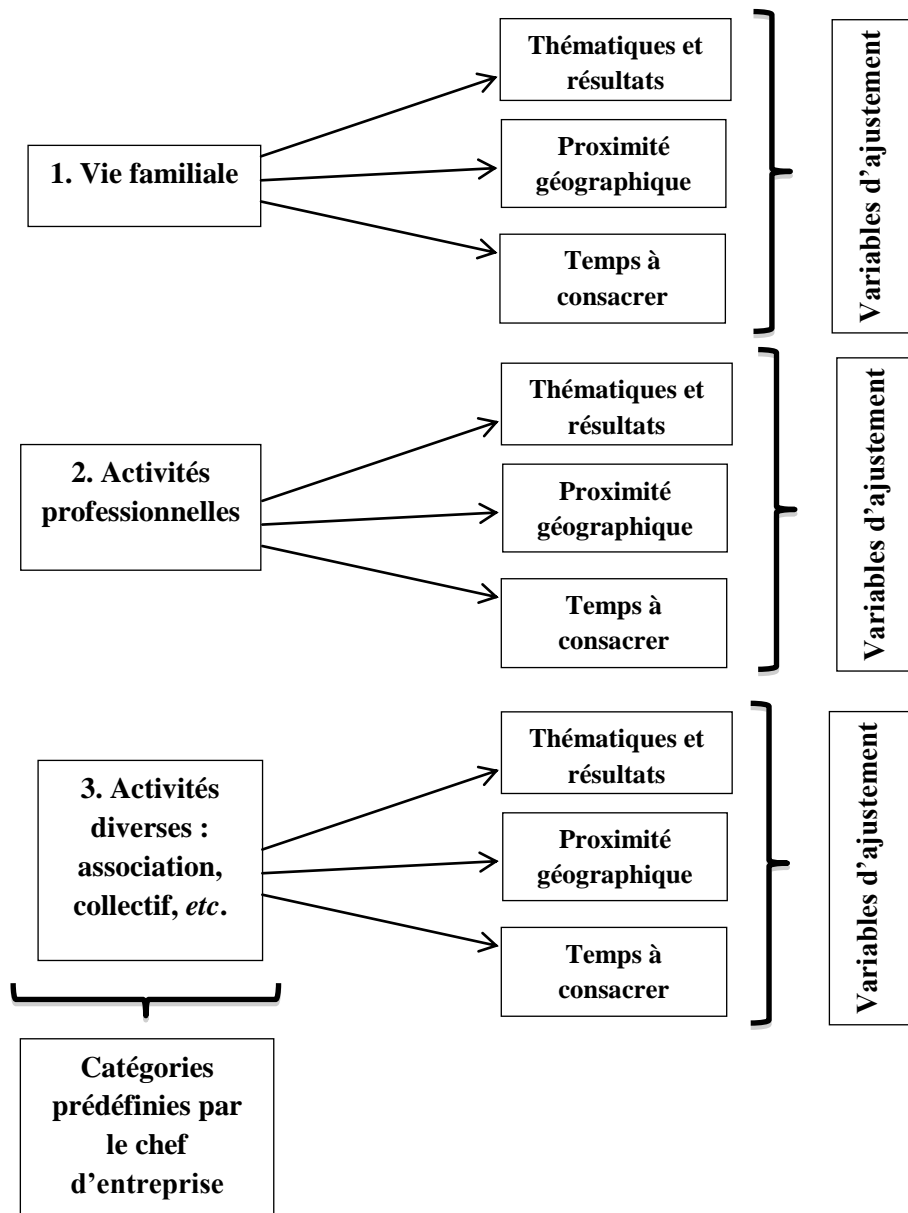 Thématiques et
résultats
1. Vie familiale
Proximité
géographique
Temps à
consacrer
Variables d’ajustement
Thématiques et
résultats
2. Activités
professionnelles
Proximité
géographique
Temps à
consacrer
Variables d’ajustement
Thématiques et
résultats
3. Activités
diverses :
association,
collectif, etc.
Proximité
géographique
Temps à
consacrer
Variables d’ajustement
Catégories
prédéfinies par
le chef
d’entreprise